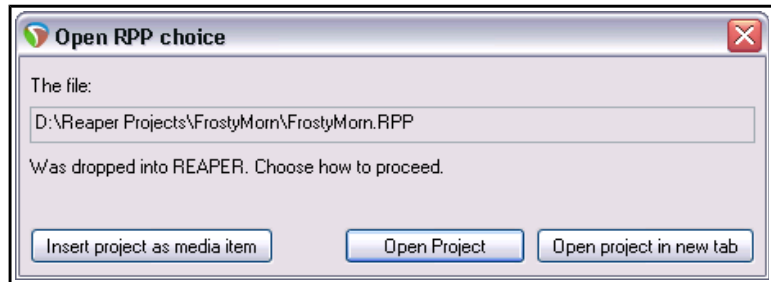 Open RPP choice
The file:
D:\Reaper Projects\FrostyMorn\FrostyMorn.RPP
Was dropped into REAPER. Choose how to proceed.
Insert project as media item Open Project Open project in new tab